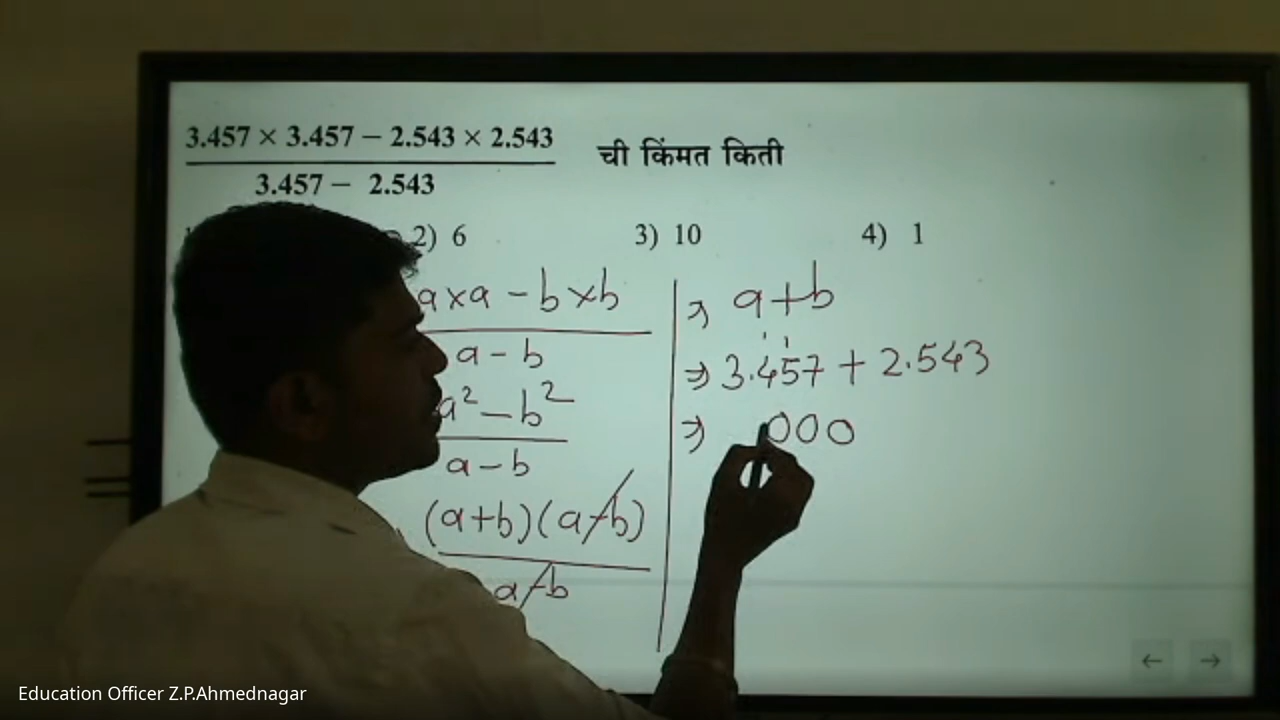 3.457 × 3.457 − 2.543 × 2.543
3.457 − 2.543
ची किंमत किती
2) 6
3) 10
4) 1
a×a − b×b
a − b
a² − b²
a − b
(a+b)(a−b)
a−b
⇒ a+b
⇒ 3.457 + 2.543
⇒ .000
Education Officer Z.P.Ahmednagar